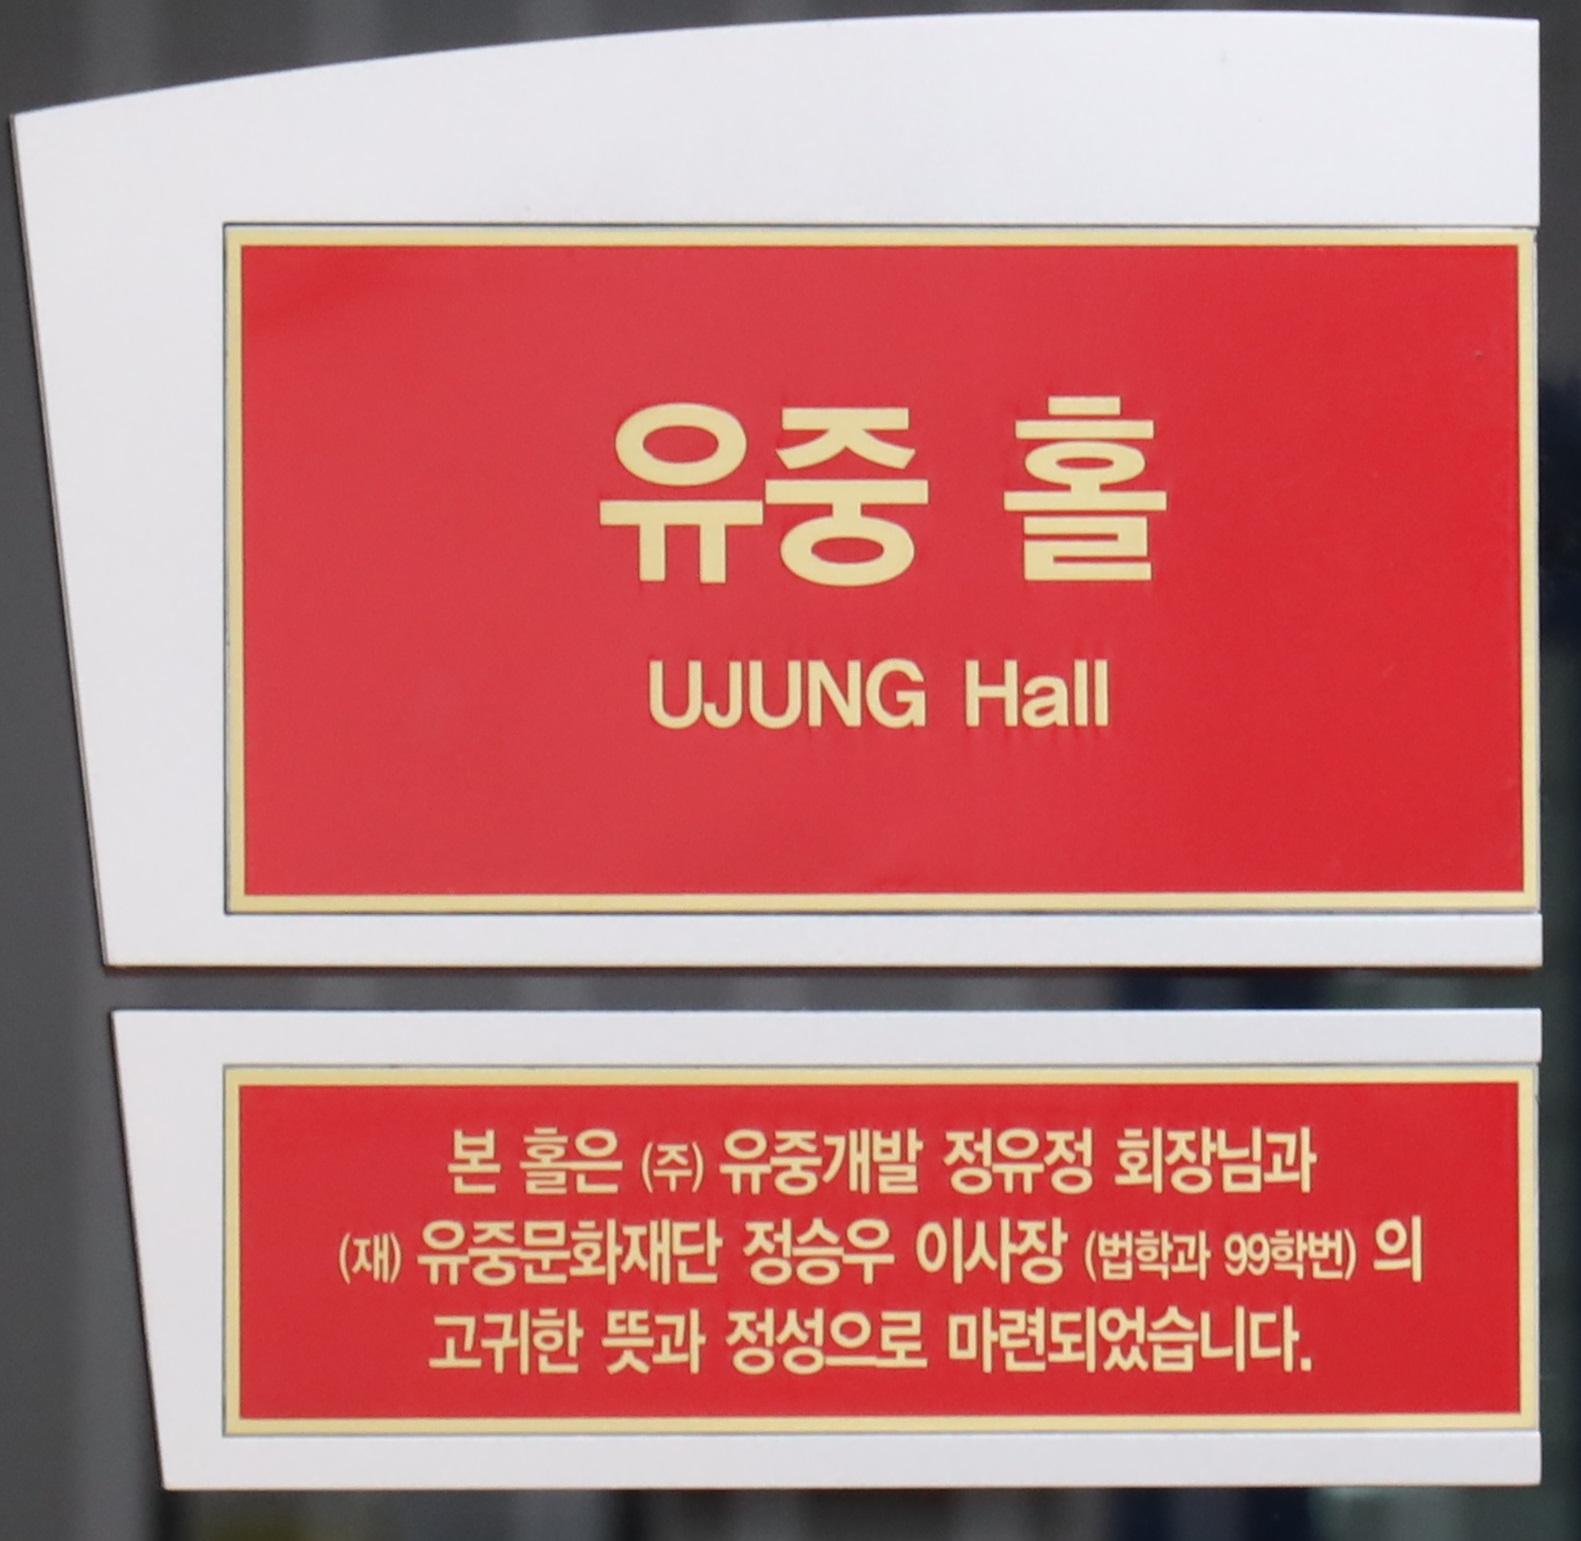 유중 홀
UJUNG Hall
본 홀은 (주) 유중개발 정유정 회장님과
(재) 유중문화재단 정승우 이사장 (법학과 99학번) 의
고귀한 뜻과 정성으로 마련되었습니다.